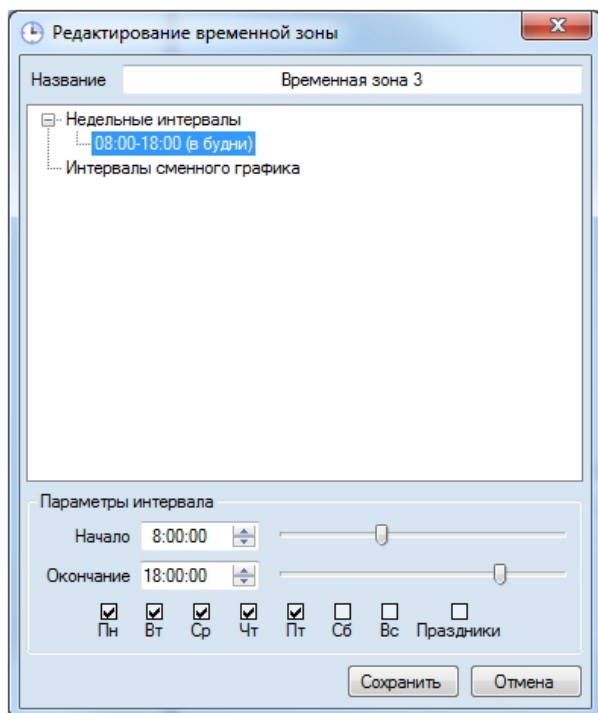 Редактирование временной зоны
Название Временная зона 3
Недельные интервалы
08:00-18:00 (в будни)
Интервалы сменного графика
Параметры интервала
Начало 8:00:00
Окончание 18:00:00
Пн Вт Ср Чт Пт Сб Вс Праздники
Сохранить Отмена